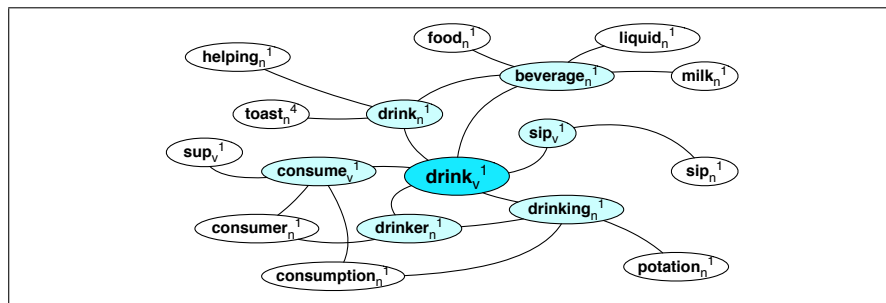 food_n^1
liquid_n^1
helping_n^1
beverage_n^1
milk_n^1
toast_n^4
drink_n^1
sip_v^1
sup_v^1
consume_v^1
drink_v^1
sip_n^1
drinking_n^1
consumer_n^1
drinker_n^1
consumption_n^1
potation_n^1